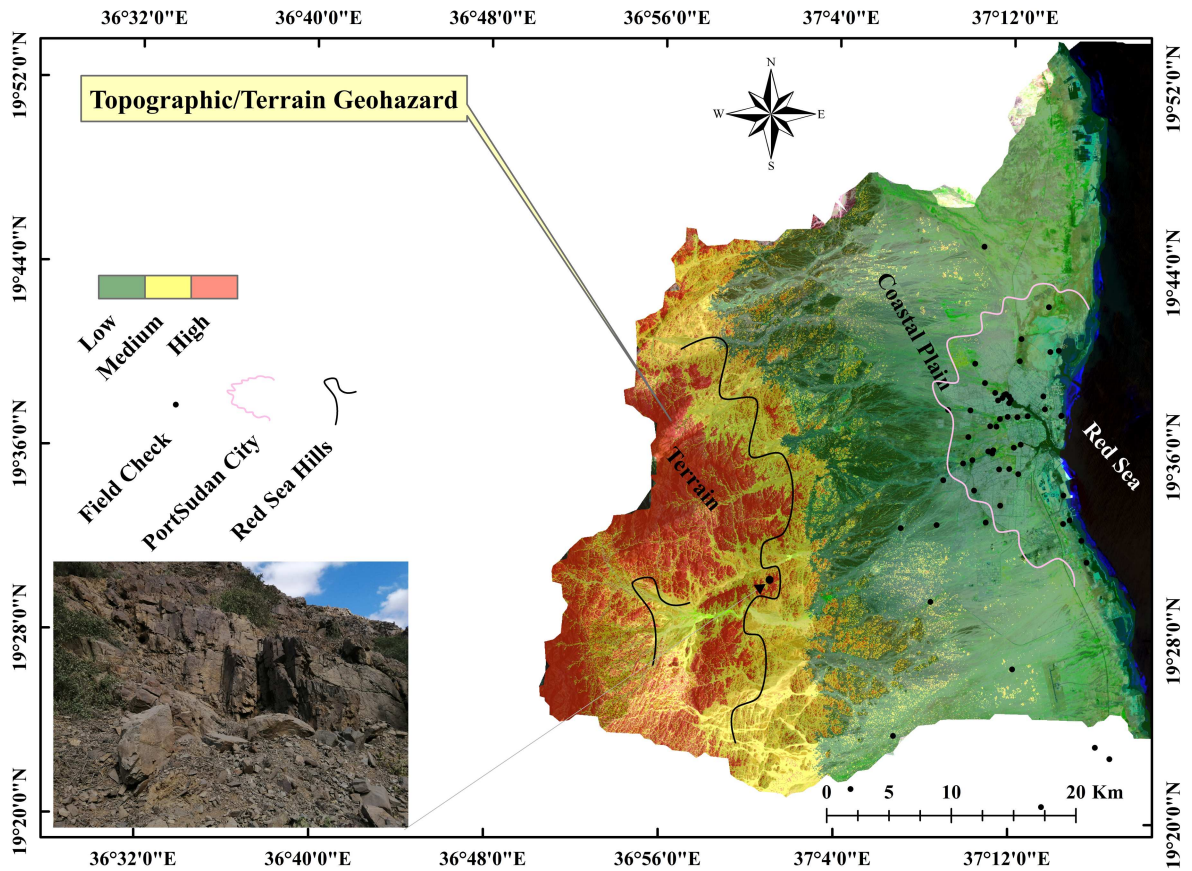 36°32'0"E 36°40'0"E 36°48'0"E 36°56'0"E 37°4'0"E 37°12'0"E
19°52'0"N
19°44'0"N
19°36'0"N
19°28'0"N
19°20'0"N
Topographic/Terrain Geohazard
N
W E
S
Low
Medium
High
Field Check
PortSudan City
Red Sea Hills
Coastal Plain
Terrain
Red Sea
19°52'0"N
19°44'0"N
19°36'0"N
19°28'0"N
19°20'0"N
0 5 10 20 Km
36°32'0"E 36°40'0"E 36°48'0"E 36°56'0"E 37°4'0"E 37°12'0"E